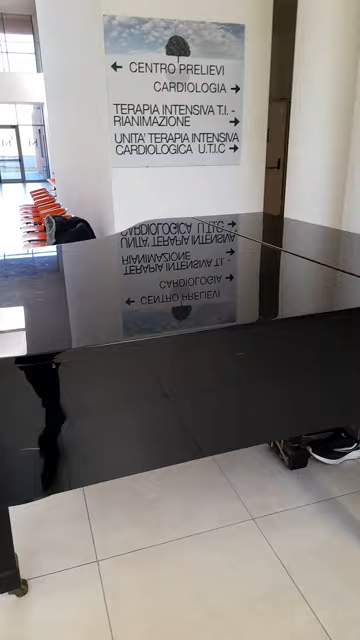 ← CENTRO PRELIEVI
CARDIOLOGIA →
TERAPIA INTENSIVA T.I. -
RIANIMAZIONE →
UNITA' TERAPIA INTENSIVA
CARDIOLOGICA U.T.I.C →